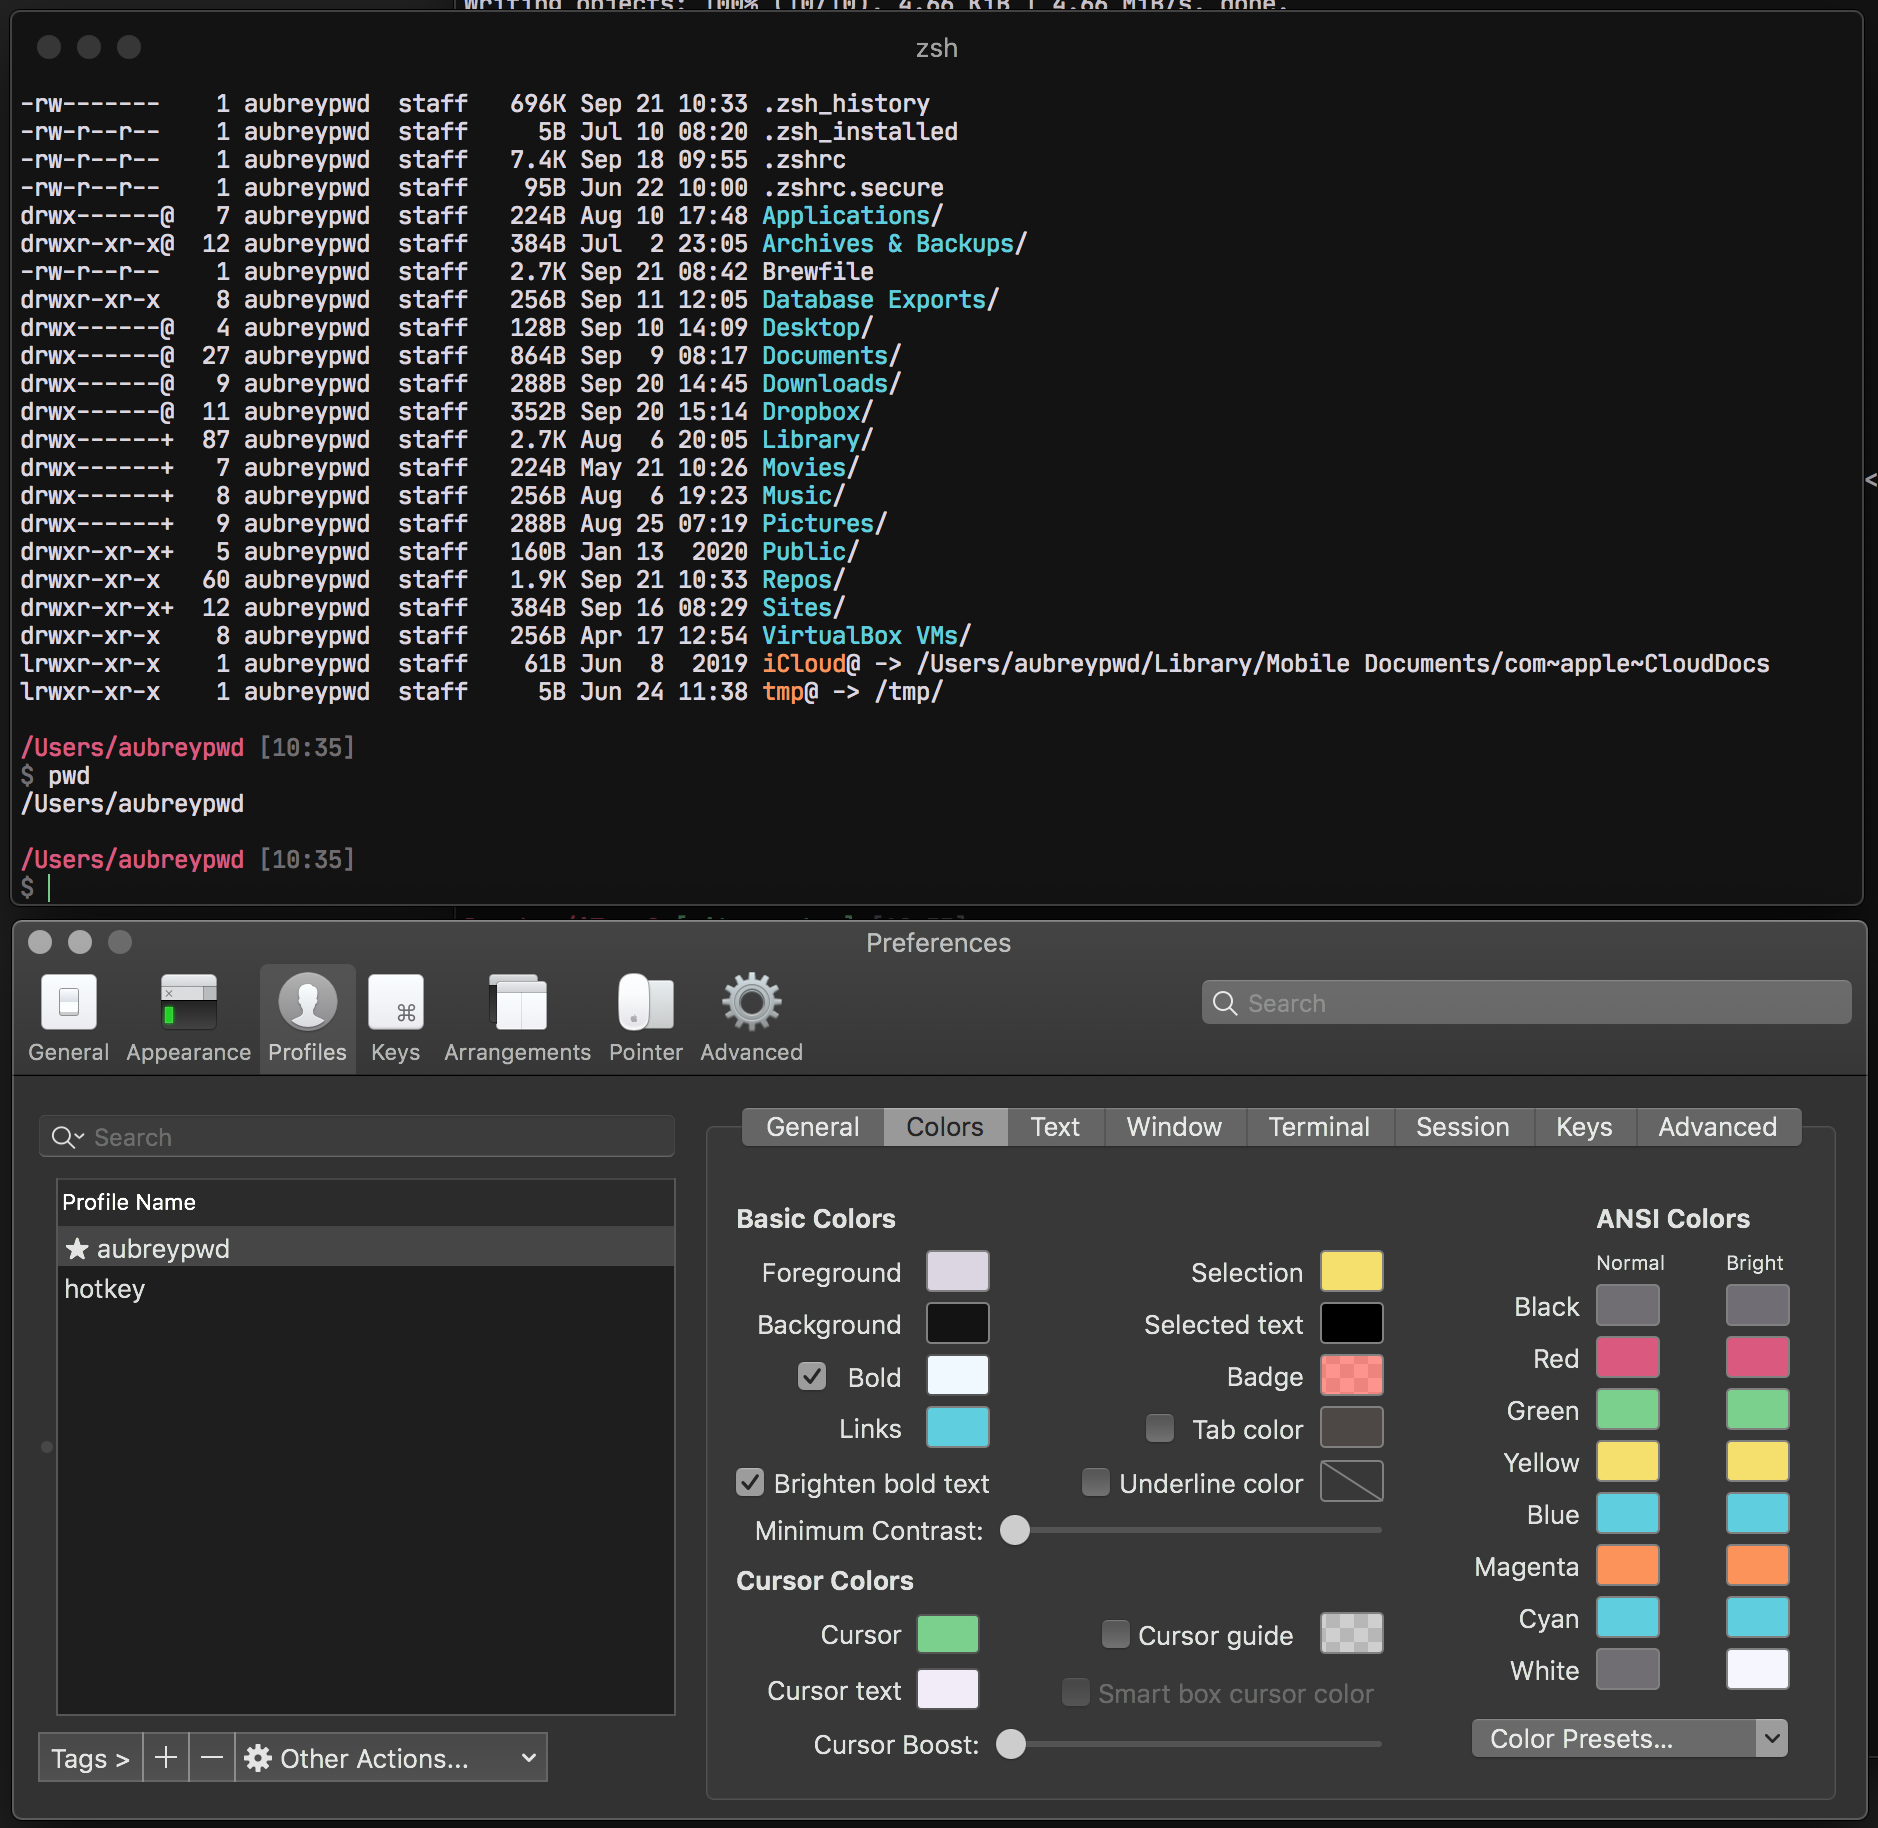 Writing objects: 100% (10/10), 4.66 KiB | 4.66 MiB/s, done.
zsh
-rw-------    1 aubreypwd  staff   696K Sep 21 10:33 .zsh_history
-rw-r--r--    1 aubreypwd  staff     5B Jul 10 08:20 .zsh_installed
-rw-r--r--    1 aubreypwd  staff   7.4K Sep 18 09:55 .zshrc
-rw-r--r--    1 aubreypwd  staff    95B Jun 22 10:00 .zshrc.secure
drwx------@   7 aubreypwd  staff   224B Aug 10 17:48 Applications/
drwxr-xr-x@  12 aubreypwd  staff   384B Jul  2 23:05 Archives & Backups/
-rw-r--r--    1 aubreypwd  staff   2.7K Sep 21 08:42 Brewfile
drwxr-xr-x    8 aubreypwd  staff   256B Sep 11 12:05 Database Exports/
drwx------@   4 aubreypwd  staff   128B Sep 10 14:09 Desktop/
drwx------@  27 aubreypwd  staff   864B Sep  9 08:17 Documents/
drwx------@   9 aubreypwd  staff   288B Sep 20 14:45 Downloads/
drwx------@  11 aubreypwd  staff   352B Sep 20 15:14 Dropbox/
drwx------+  87 aubreypwd  staff   2.7K Aug  6 20:05 Library/
drwx------+   7 aubreypwd  staff   224B May 21 10:26 Movies/
drwx------+   8 aubreypwd  staff   256B Aug  6 19:23 Music/
drwx------+   9 aubreypwd  staff   288B Aug 25 07:19 Pictures/
drwxr-xr-x+   5 aubreypwd  staff   160B Jan 13  2020 Public/
drwxr-xr-x   60 aubreypwd  staff   1.9K Sep 21 10:33 Repos/
drwxr-xr-x+  12 aubreypwd  staff   384B Sep 16 08:29 Sites/
drwxr-xr-x    8 aubreypwd  staff   256B Apr 17 12:54 VirtualBox VMs/
lrwxr-xr-x    1 aubreypwd  staff    61B Jun  8  2019 iCloud@ -> /Users/aubreypwd/Library/Mobile Documents/com~apple~CloudDocs
lrwxr-xr-x    1 aubreypwd  staff     5B Jun 24 11:38 tmp@ -> /tmp/
/Users/aubreypwd [10:35]
$ pwd
/Users/aubreypwd
/Users/aubreypwd [10:35]
$
<
Preferences
General Appearance Profiles Keys Arrangements Pointer Advanced
Search
Search
General Colors Text Window Terminal Session Keys Advanced
Profile Name
★ aubreypwd
hotkey
Basic Colors
Foreground
Background
Bold
Links
Brighten bold text
Minimum Contrast:
Selection
Selected text
Badge
Tab color
Underline color
Cursor Colors
Cursor
Cursor text
Cursor Boost:
Cursor guide
Smart box cursor color
ANSI Colors
Normal Bright
Black
Red
Green
Yellow
Blue
Magenta
Cyan
White
Color Presets...
Tags > + − Other Actions...